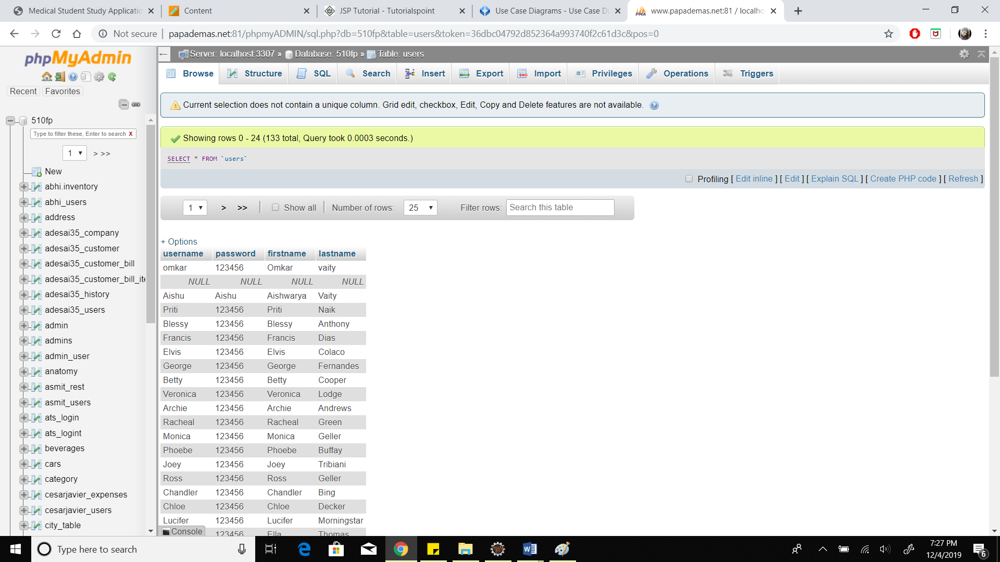 Medical Student Study Applicatio
Content
JSP Tutorial - Tutorialspoint
Use Case Diagrams - Use Case Di
www.papademas.net:81 / localho
Not secure
papademas.net:81/phpmyADMIN/sql.php?db=510fp&table=users&token=36dbc04792d852364a993740f2c61d3c&pos=0
phpMyAdmin
Recent
Favorites
510fp
Type to filter these, Enter to search X
1
> >>
New
abhi.inventory
abhi_users
address
adesai35_company
adesai35_customer
adesai35_customer_bill
adesai35_customer_bill_ite
adesai35_history
adesai35_users
admin
admins
admin_user
anatomy
asmit_rest
asmit_users
ats_login
ats_logint
beverages
cars
category
cesarjavier_expenses
cesarjavier_users
city_table
Server: localhost:3307 » Database: 510fp » Table: users
Browse Structure SQL Search Insert Export Import Privileges Operations Triggers
Current selection does not contain a unique column. Grid edit, checkbox, Edit, Copy and Delete features are not available.
Showing rows 0 - 24 (133 total, Query took 0.0003 seconds.)
SELECT * FROM `users`
Profiling [ Edit inline ] [ Edit ] [ Explain SQL ] [ Create PHP code ] [ Refresh ]
1 > >> Show all Number of rows: 25 Filter rows: Search this table
+ Options
username password firstname lastname
omkar 123456 Omkar vaity
NULL NULL NULL NULL
Aishu Aishu Aishwarya Vaity
Priti 123456 Priti Naik
Blessy 123456 Blessy Anthony
Francis 123456 Francis Dias
Elvis 123456 Elvis Colaco
George 123456 George Fernandes
Betty 123456 Betty Cooper
Veronica 123456 Veronica Lodge
Archie 123456 Archie Andrews
Racheal 123456 Racheal Green
Monica 123456 Monica Geller
Phoebe 123456 Phoebe Buffay
Joey 123456 Joey Tribiani
Ross 123456 Ross Geller
Chandler 123456 Chandler Bing
Chloe 123456 Chloe Decker
Lucifer 123456 Lucifer Morningstar
123456 Ella Thomas
Console
Type here to search
7:27 PM
12/4/2019
6